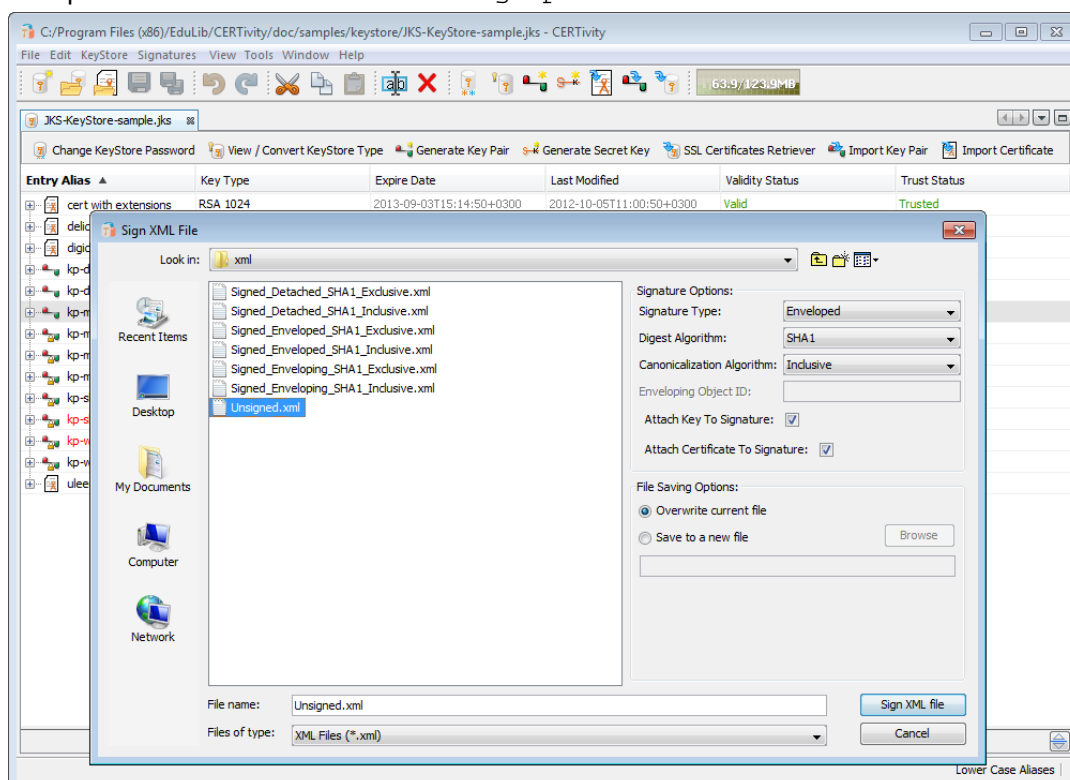 C:/Program Files (x86)/EduLib/CERTivity/doc/samples/keystore/JKS-KeyStore-sample.jks - CERTivity
File Edit KeyStore Signatures View Tools Window Help
63.9/123.9MB
JKS-KeyStore-sample.jks
Change KeyStore Password View / Convert KeyStore Type Generate Key Pair Generate Secret Key SSL Certificates Retriever Import Key Pair Import Certificate
Entry Alias Key Type Expire Date Last Modified Validity Status Trust Status
cert with extensions RSA 1024 2013-09-03T15:14:50+0300 2012-10-05T11:00:50+0300 Valid Trusted
Sign XML File
Look in: xml
Signed_Detached_SHA1_Exclusive.xml
Signed_Detached_SHA1_Inclusive.xml
Signed_Enveloped_SHA1_Exclusive.xml
Signed_Enveloped_SHA1_Inclusive.xml
Signed_Enveloping_SHA1_Exclusive.xml
Signed_Enveloping_SHA1_Inclusive.xml
Unsigned.xml
Recent Items
Desktop
My Documents
Computer
Network
Signature Options:
Signature Type: Enveloped
Digest Algorithm: SHA1
Canonicalization Algorithm: Inclusive
Enveloping Object ID:
Attach Key To Signature:
Attach Certificate To Signature:
File Saving Options:
Overwrite current file
Save to a new file Browse
File name: Unsigned.xml Sign XML file
Files of type: XML Files (*.xml) Cancel
Lower Case Aliases